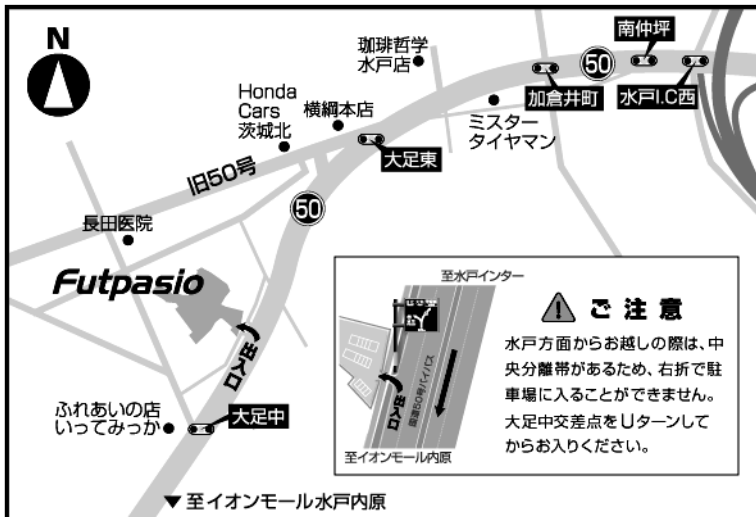 N
珈琲哲学
水戸店
南仲坪
50
加倉井町
水戸I.C西
Honda
Cars
茨城北
横綱本店
ミスター
タイヤマン
大足東
旧50号
50
長田医院
Futpasio
出入口
ふれあいの店
いってみっか
大足中
▼至イオンモール水戸内原
至水戸インター
出入口
国道50号バイパス
至イオンモール内原
ご注意
水戸方面からお越しの際は、中
央分離帯があるため、右折で駐
車場に入ることができません。
大足中交差点をUターンして
からお入りください。